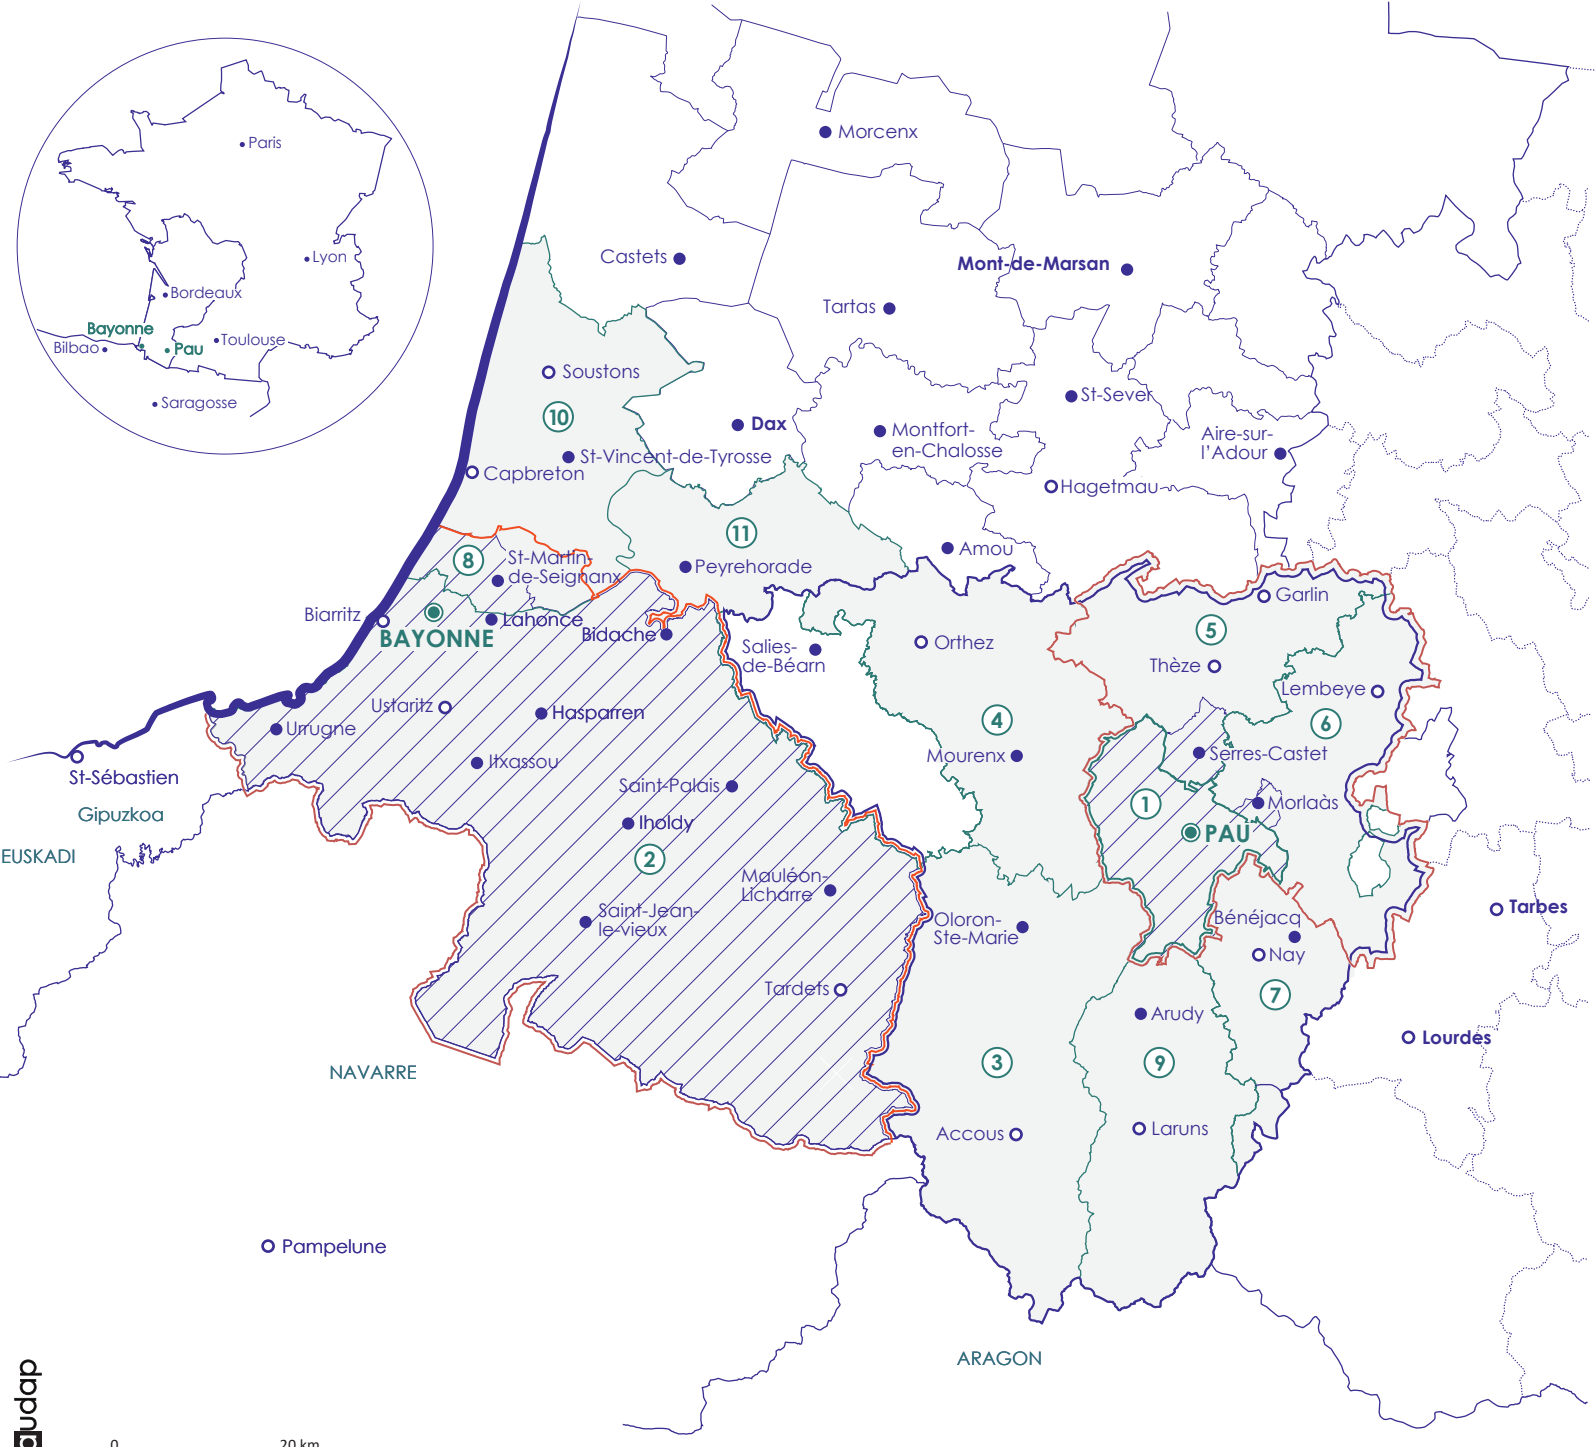 Paris
Lyon
Bordeaux
Bayonne
Bilbao
Pau
Toulouse
Saragosse
Morcenx
Castets
Mont-de-Marsan
Tartas
Soustons
10
St-Sever
Dax
Montfort-
en-Chalosse
Aire-sur-
l'Adour
St-Vincent-de-Tyrosse
Capbreton
Hagetmau
11
Amou
8
St-Martin-
de-Seignanx
Peyrehorade
Garlin
Biarritz
Lahonce
BAYONNE
Bidache
Salies-
de-Béarn
Orthez
5
Thèze
Lembeye
Ustaritz
Hasparren
4
6
Urrugne
Mourenx
Serres-Castet
Itxassou
St-Sébastien
Saint-Palais
1
Morlaàs
Gipuzkoa
Iholdy
PAU
EUSKADI
2
Mauléon-
Licharre
Saint-Jean-
le-vieux
Oloron-
Ste-Marie
Bénéjacq
Tarbes
Nay
Tardets
7
Arudy
Lourdes
NAVARRE
3
9
Accous
Laruns
Pampelune
ARAGON
audap
0 20 km